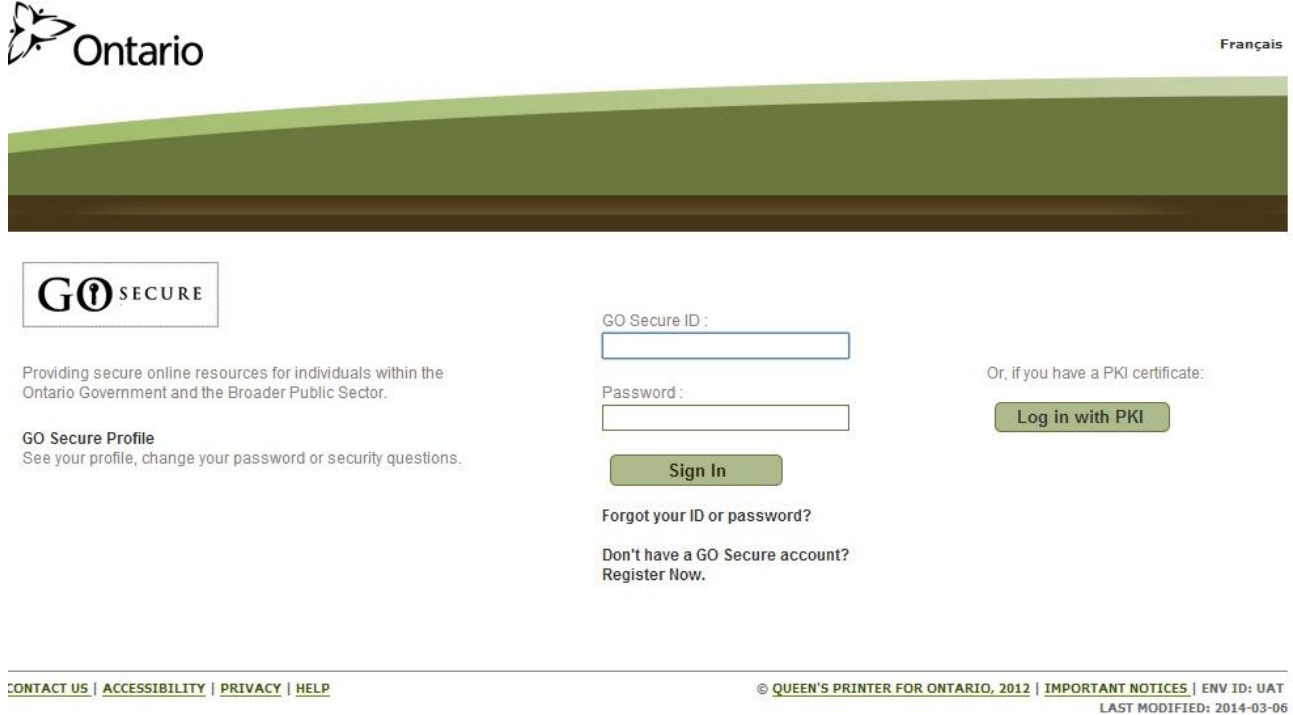 Ontario
Français
GO SECURE
Providing secure online resources for individuals within the
Ontario Government and the Broader Public Sector.
GO Secure Profile
See your profile, change your password or security questions.
GO Secure ID :
Password :
Sign In
Forgot your ID or password?
Don't have a GO Secure account?
Register Now.
Or, if you have a PKI certificate:
Log in with PKI
CONTACT US | ACCESSIBILITY | PRIVACY | HELP
© QUEEN'S PRINTER FOR ONTARIO, 2012 | IMPORTANT NOTICES | ENV ID: UAT
LAST MODIFIED: 2014-03-06